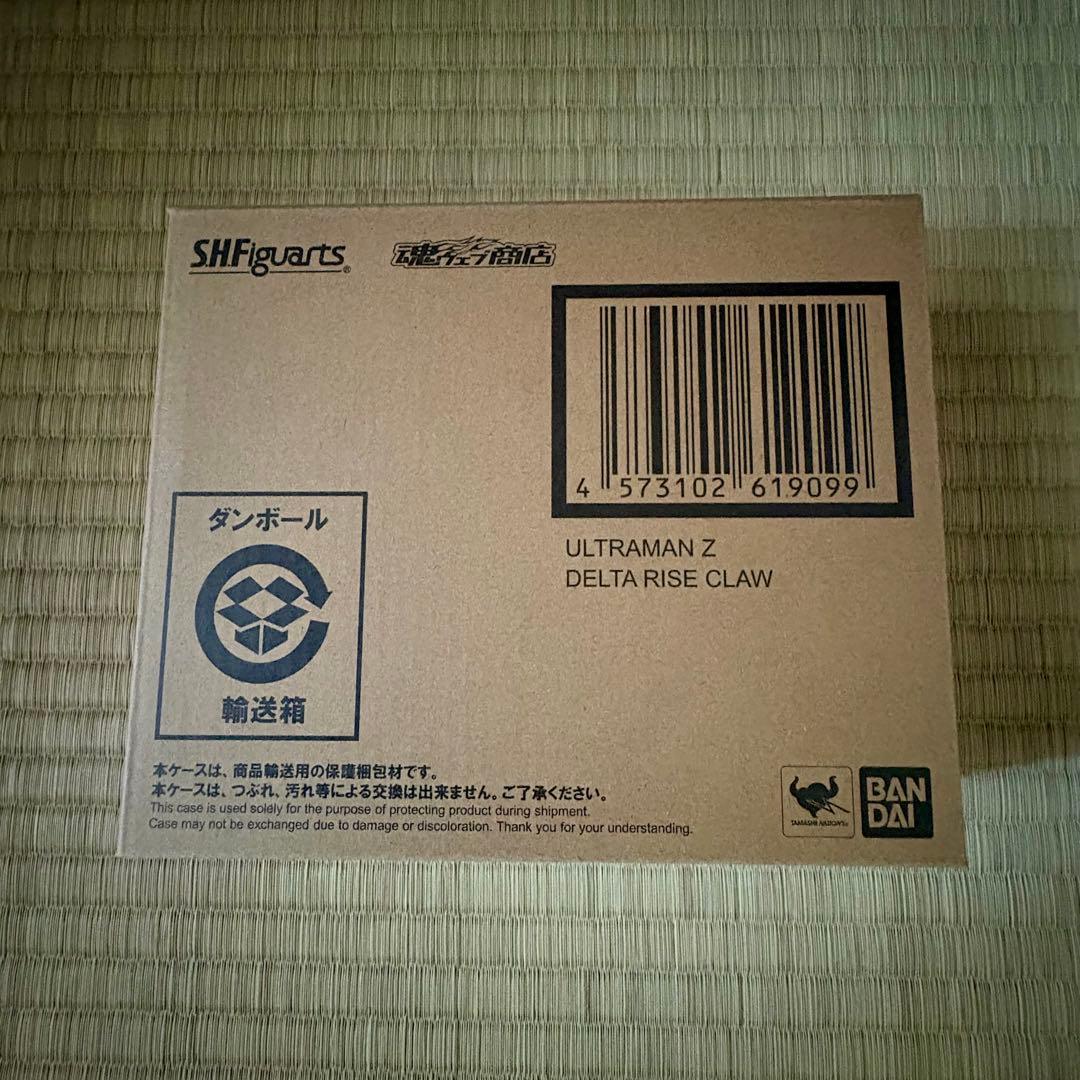 S.H.Figuarts®
魂ウェブ商店
4 573102 619099
ULTRAMAN Z
DELTA RISE CLAW
ダンボール
輸送箱
本ケースは、商品輸送用の保護梱包材です。
本ケースは、つぶれ、汚れ等による交換は出来ません。ご了承ください。
This case is used solely for the purpose of protecting product during shipment.
Case may not be exchanged due to damage or discoloration. Thank you for your understanding.
TAMASHII NATIONS
BAN
DAI